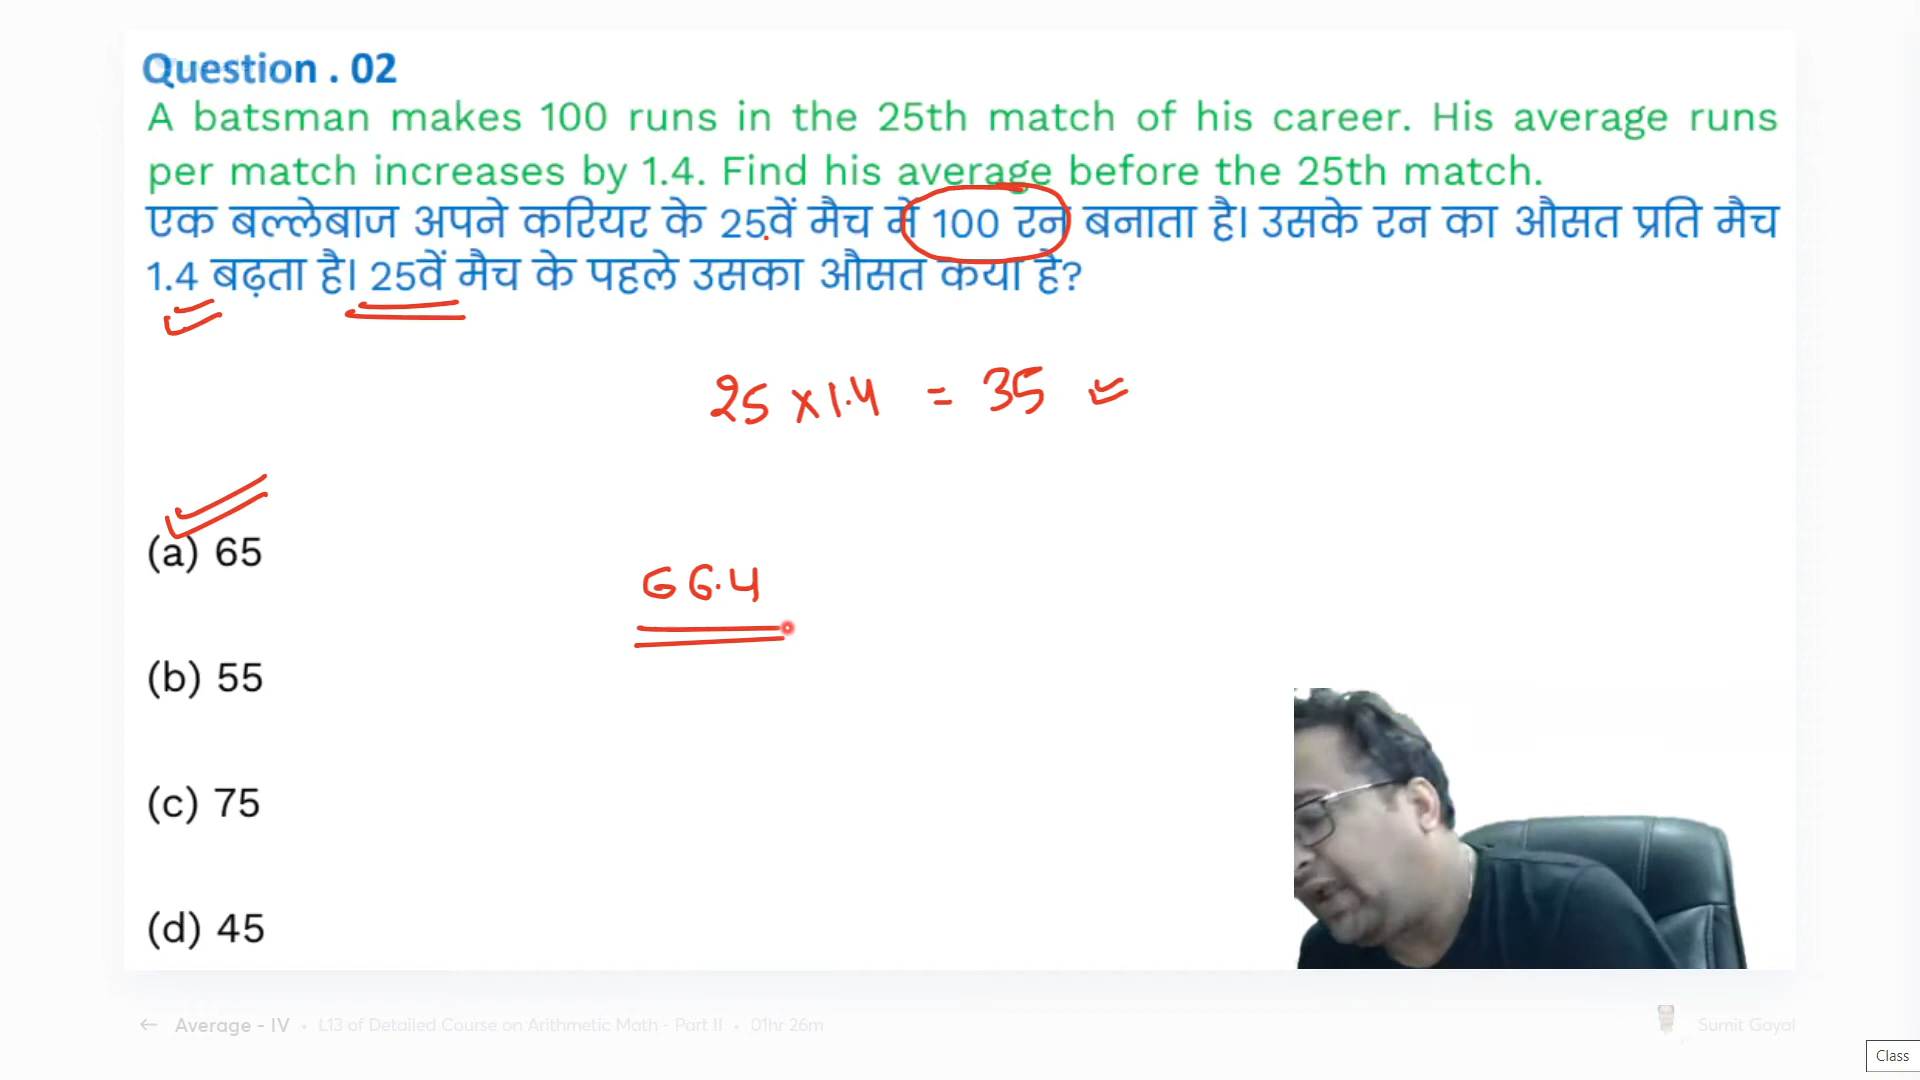 Question . 02
A batsman makes 100 runs in the 25th match of his career. His average runs
per match increases by 1.4. Find his average before the 25th match.
एक बल्लेबाज अपने करियर के 25वें मैच में 100 रन बनाता है। उसके रन का औसत प्रति मैच
1.4 बढ़ता है। 25वें मैच के पहले उसका औसत क्या है?
25 × 1.4 = 35
(a) 65
66.4
(b) 55
(c) 75
(d) 45
← Average - IV • L13 of Detailed Course on Arithmetic Math - Part II • 01hr 26m
Sumit Goyal
Class